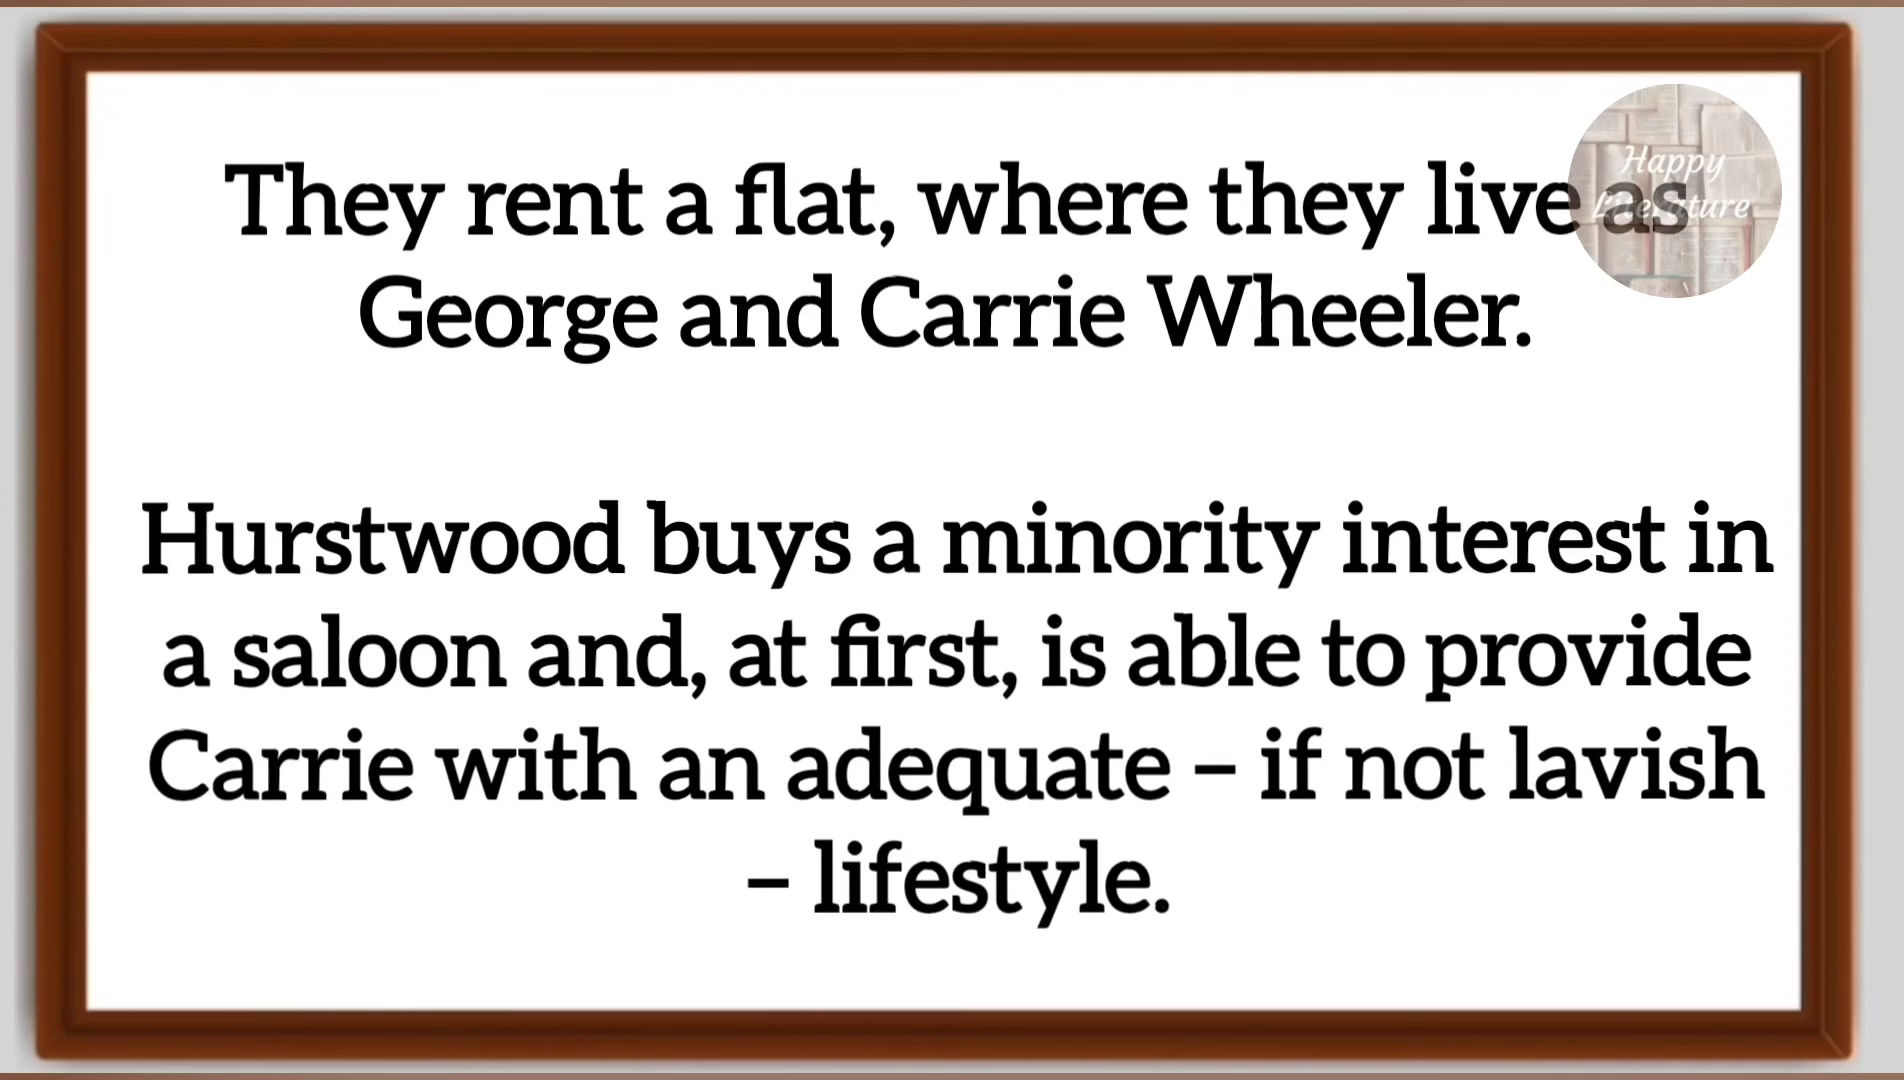 They rent a flat, where they live as
George and Carrie Wheeler.
Hurstwood buys a minority interest in
a saloon and, at first, is able to provide
Carrie with an adequate – if not lavish
– lifestyle.
Happy
Literature